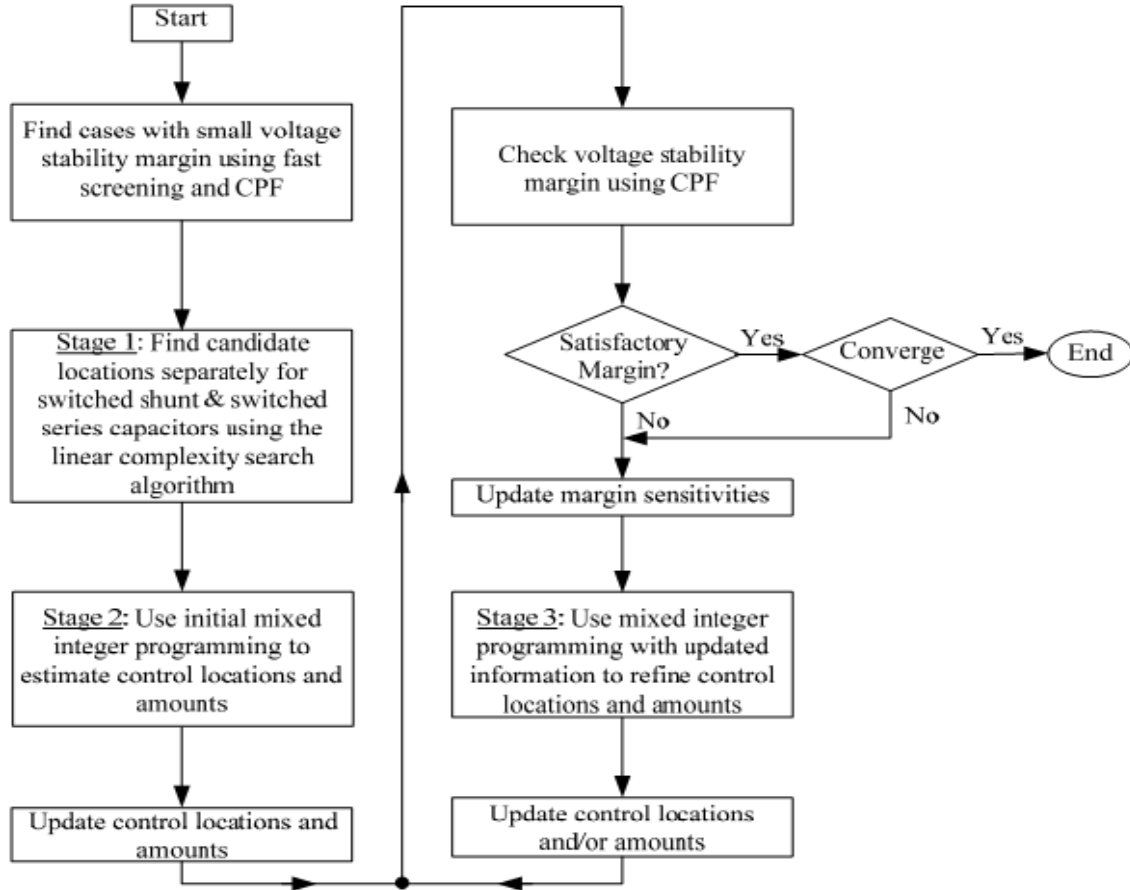 Start
Find cases with small voltage
stability margin using fast
screening and CPF
Stage 1: Find candidate
locations separately for
switched shunt & switched
series capacitors using the
linear complexity search
algorithm
Stage 2: Use initial mixed
integer programming to
estimate control locations and
amounts
Update control locations and
amounts
Check voltage stability
margin using CPF
Satisfactory
Margin?
Yes
Converge
Yes
End
No
No
Update margin sensitivities
Stage 3: Use mixed integer
programming with updated
information to refine control
locations and amounts
Update control locations
and/or amounts